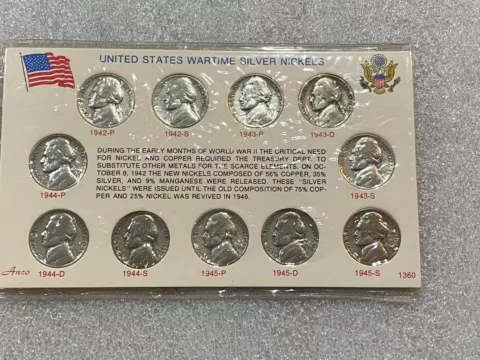 UNITED STATES WARTIME SILVER NICKELS
1942-P
1942-S
1943-P
1943-D
DURING THE EARLY MONTHS OF WORLD WAR II THE CRITICAL NEED
FOR NICKEL AND COPPER REQUIRED THE TREASURY DEPT. TO
SUBSTITUTE OTHER METALS FOR THE SCARCE ELEMENTS. ON OC-
TOBER 8, 1942 THE NEW NICKELS COMPOSED OF 56% COPPER, 35%
SILVER, AND 9% MANGANESE WERE RELEASED. THESE "SILVER
NICKELS" WERE ISSUED UNTIL THE OLD COMPOSITION OF 75% COP-
PER AND 25% NICKEL WAS REVIVED IN 1946.
1944-P
1943-S
1944-D
1944-S
1945-P
1945-D
1945-S
Anco
1360